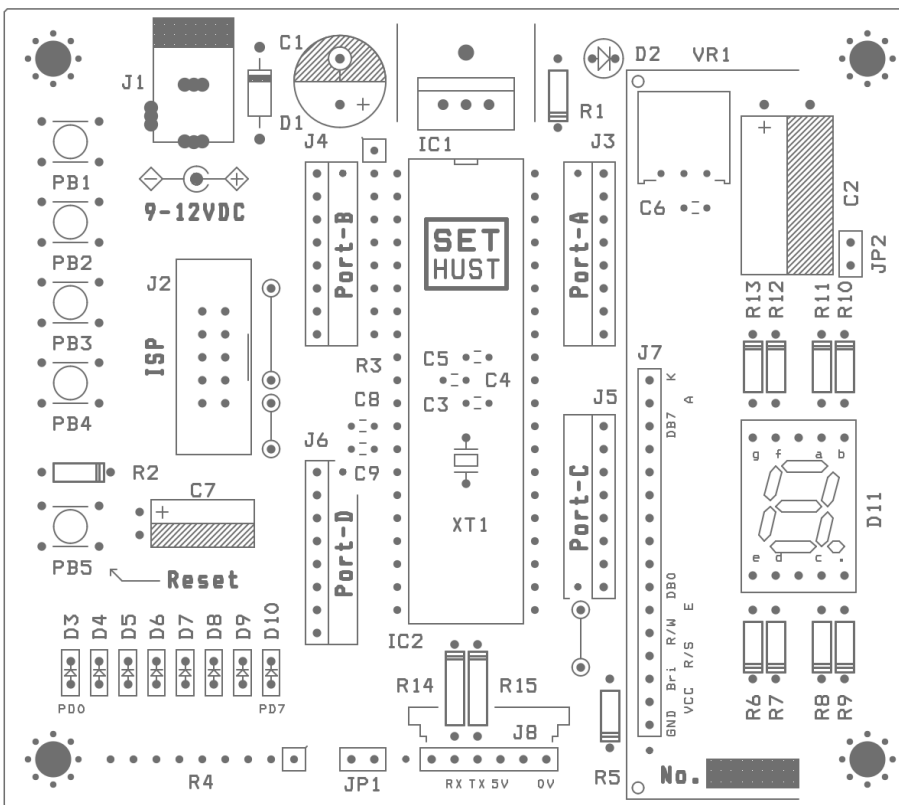 C1
D2
VR1
J1
D1
R1
IC1
J4
J3
PB1
9-12VDC
C6
C2
JP2
SET
HUST
Port-B
Port-A
PB2
J2
R13
R12
R11
R10
PB3
ISP
R3
C5
C4
C3
J7
K
A
DB7
PB4
C8
J5
J6
C9
g f a b
R2
C7
XT1
Port-C
Port-D
D11
e d c .
PB5
Reset
DB0
E
R/W
R/S
Bri
VCC
GND
D3
D4
D5
D6
D7
D8
D9
D10
IC2
PD0
PD7
R14
R15
R6
R7
R8
R9
J8
R4
JP1
RX TX 5V 0V
R5
No.